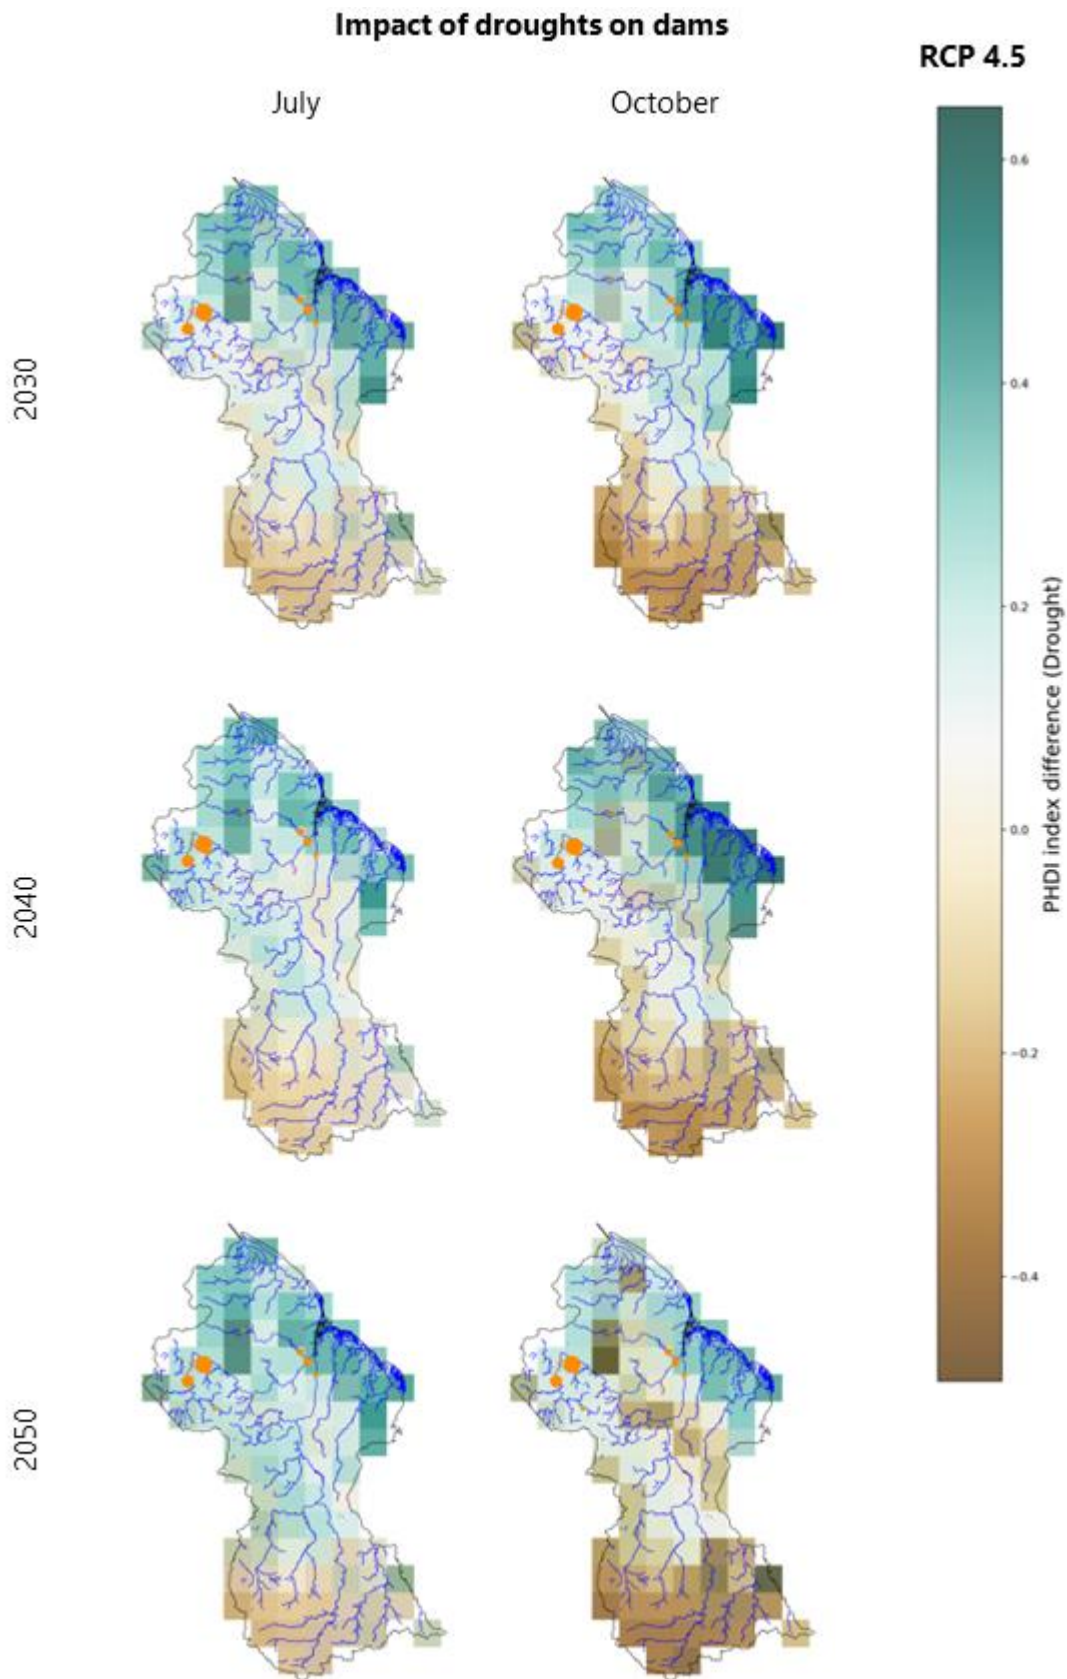 Impact of droughts on dams
RCP 4.5
July
October
2030
2040
2050
0.6
0.4
0.2
0.0
−0.2
−0.4
PHDI index difference (Drought)